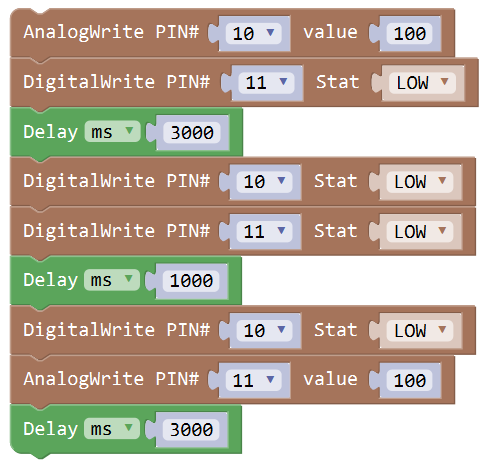 AnalogWrite PIN# 10 ▼ value 100
DigitalWrite PIN# 11 ▼ Stat LOW ▼
Delay ms ▼ 3000
DigitalWrite PIN# 10 ▼ Stat LOW ▼
DigitalWrite PIN# 11 ▼ Stat LOW ▼
Delay ms ▼ 1000
DigitalWrite PIN# 10 ▼ Stat LOW ▼
AnalogWrite PIN# 11 ▼ value 100
Delay ms ▼ 3000